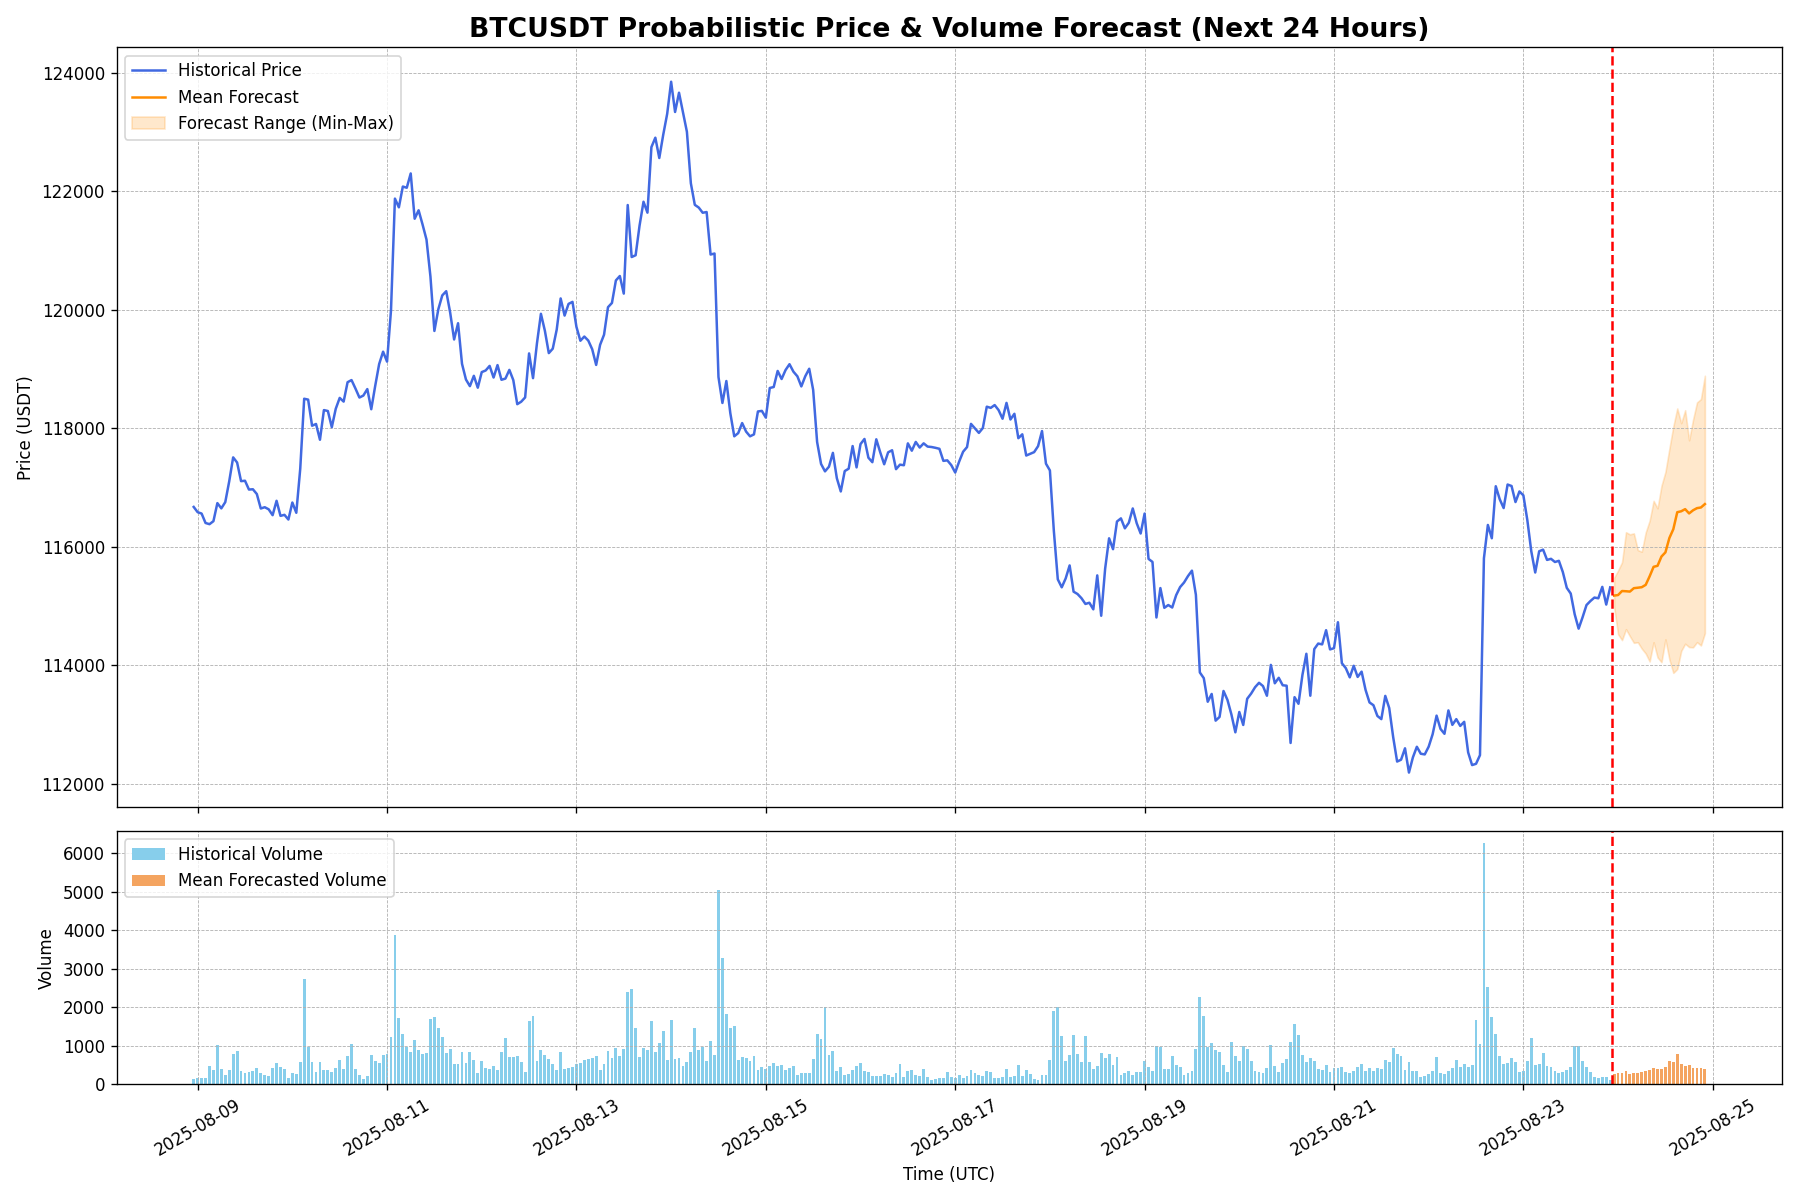 BTCUSDT Probabilistic Price & Volume Forecast (Next 24 Hours)
Historical Price
Mean Forecast
Forecast Range (Min-Max)
124000
122000
120000
118000
116000
114000
112000
Price (USDT)
Historical Volume
Mean Forecasted Volume
6000
5000
4000
3000
2000
1000
0
Volume
2025-08-09
2025-08-11
2025-08-13
2025-08-15
2025-08-17
2025-08-19
2025-08-21
2025-08-23
2025-08-25
Time (UTC)